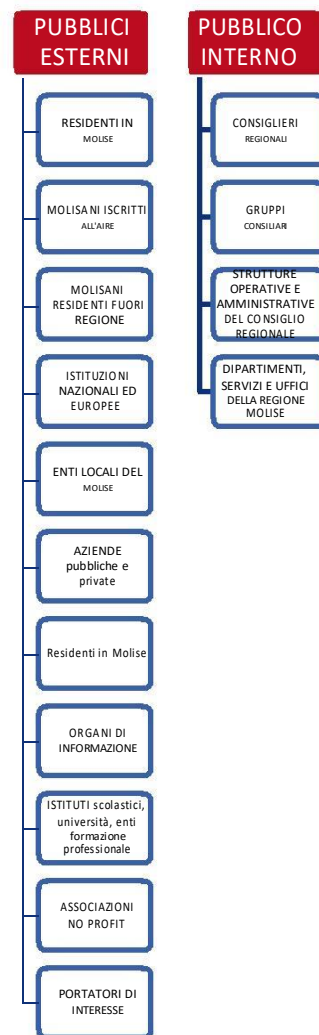 PUBBLICI
ESTERNI
RESIDENTI IN
MOLISE
MOLISANI ISCRITTI
ALL'AIRE
MOLISANI
RESIDENTI FUORI
REGIONE
ISTITUZIONI
NAZIONALI ED
EUROPEE
ENTI LOCALI DEL
MOLISE
AZIENDE
pubbliche e
private
Residenti in Molise
ORGANI DI
INFORMAZIONE
ISTITUTI scolastici,
università, enti
formazione
professionale
ASSOCIAZIONI
NO PROFIT
PORTATORI DI
INTERESSE
PUBBLICO
INTERNO
CONSIGLIERI
REGIONALI
GRUPPI
CONSILIARI
STRUTTURE
OPERATIVE E
AMMINISTRATIVE
DEL CONSIGLIO
REGIONALE
DIPARTIMENTI,
SERVIZI E UFFICI
DELLA REGIONE
MOLISE